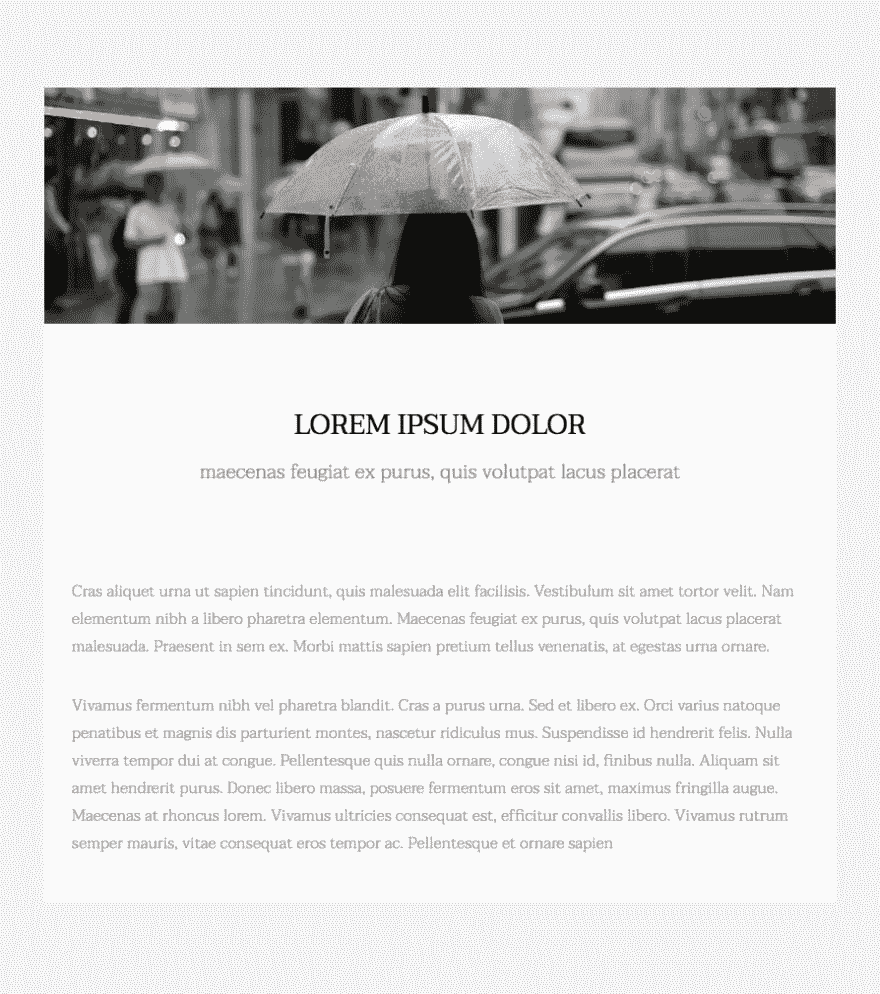 LOREM IPSUM DOLOR
maecenas feugiat ex purus, quis volutpat lacus placerat
Cras aliquet urna ut sapien tincidunt, quis malesuada elit facilisis. Vestibulum sit amet tortor velit. Nam
elementum nibh a libero pharetra elementum. Maecenas feugiat ex purus, quis volutpat lacus placerat
malesuada. Praesent in sem ex. Morbi mattis sapien pretium tellus venenatis, at egestas urna ornare.
Vivamus fermentum nibh vel pharetra blandit. Cras a purus urna. Sed et libero ex. Orci varius natoque
penatibus et magnis dis parturient montes, nascetur ridiculus mus. Suspendisse id hendrerit felis. Nulla
viverra tempor dui at congue. Pellentesque quis nulla ornare, congue nisi id, finibus nulla. Aliquam sit
amet hendrerit purus. Donec libero massa, posuere fermentum eros sit amet, maximus fringilla augue.
Maecenas at rhoncus lorem. Vivamus ultricies consequat est, efficitur convallis libero. Vivamus rutrum
semper mauris, vitae consequat eros tempor ac. Pellentesque et ornare sapien